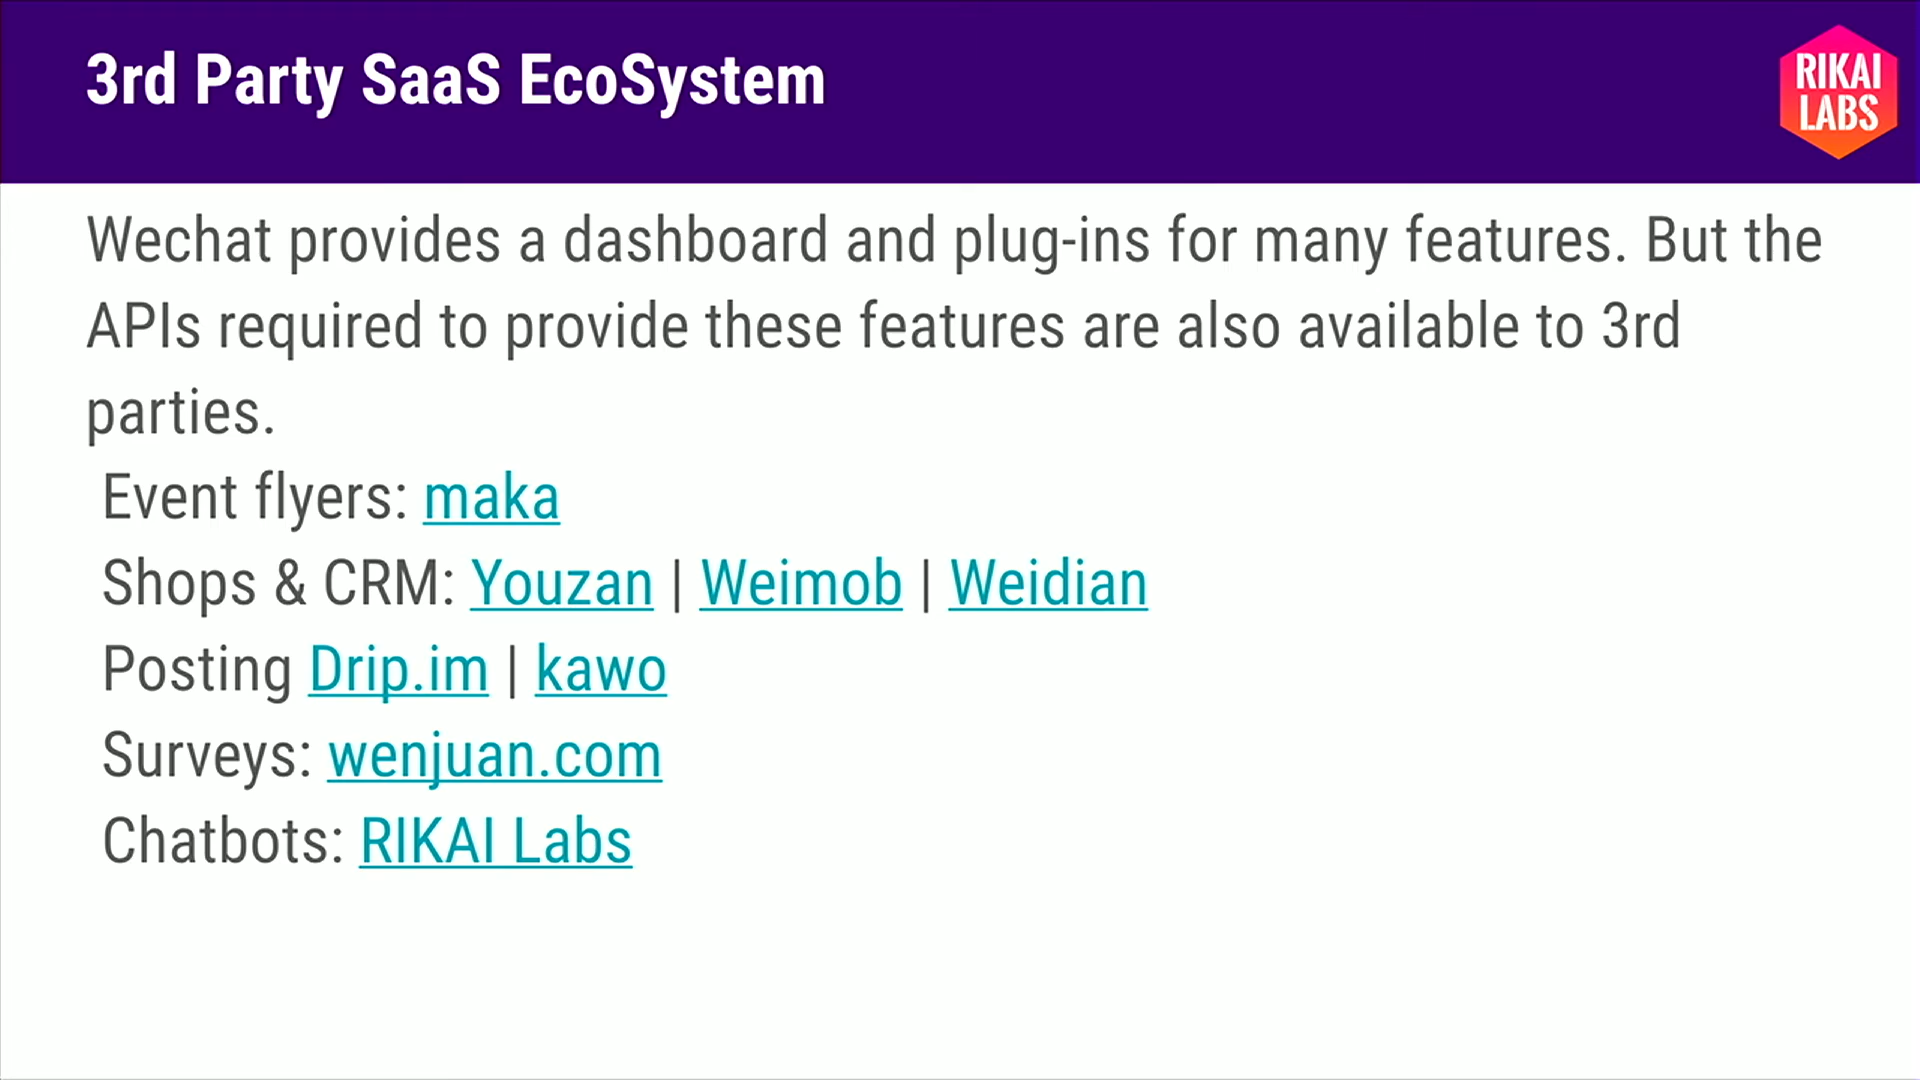 3rd Party SaaS EcoSystem
RIKAI
LABS
Wechat provides a dashboard and plug-ins for many features. But the
APIs required to provide these features are also available to 3rd
parties.
Event flyers: maka
Shops & CRM: Youzan | Weimob | Weidian
Posting Drip.im | kawo
Surveys: wenjuan.com
Chatbots: RIKAI Labs